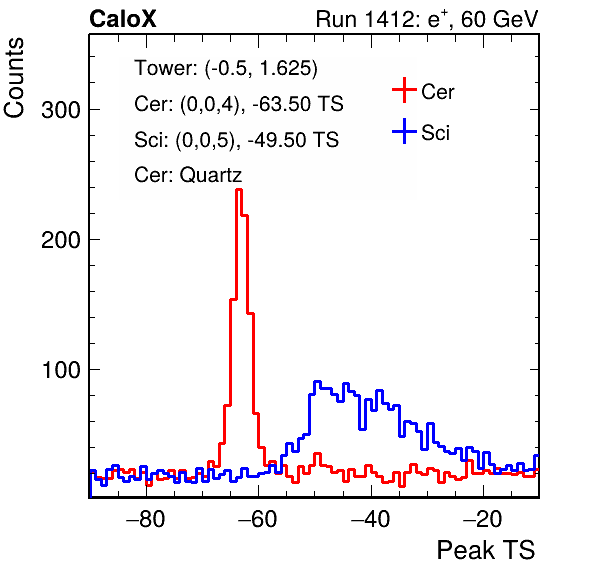 CaloX Run 1412: e⁺, 60 GeV
Counts
Tower: (-0.5, 1.625)
Cer: (0,0,4), -63.50 TS
Sci: (0,0,5), -49.50 TS
Cer: Quartz
Cer
Sci
300
200
100
−80 −60 −40 −20
Peak TS